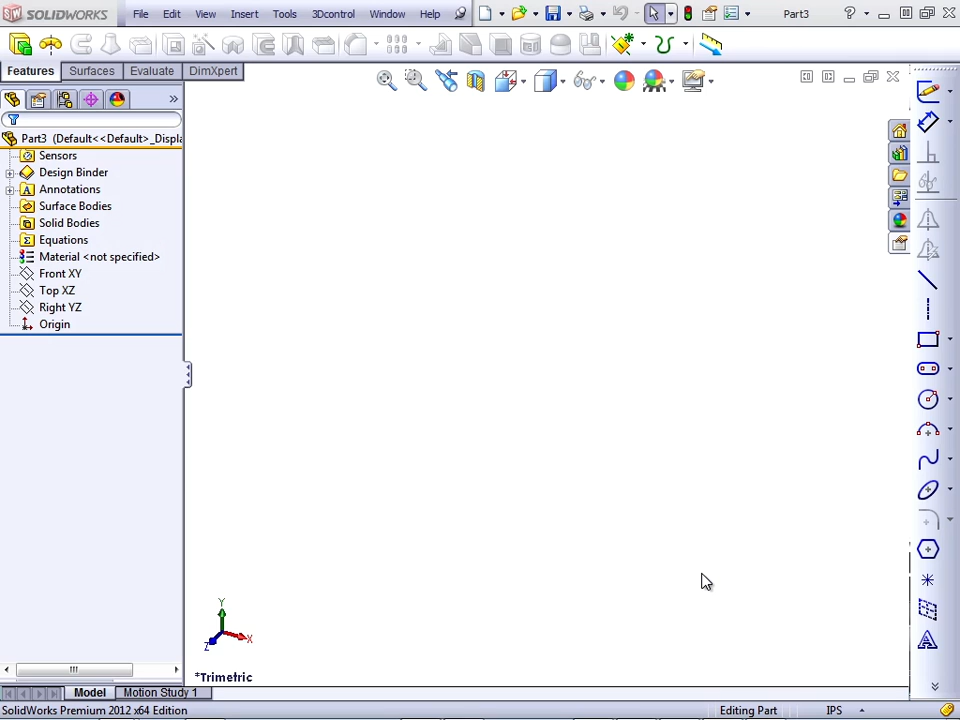 SW SOLIDWORKS File Edit View Insert Tools 3Dcontrol Window Help Part3 ?
Features Surfaces Evaluate DimXpert
Part3 (Default<<Default>_Displa
Sensors
Design Binder
A Annotations
Surface Bodies
Solid Bodies
Σ Equations
Material <not specified>
Front XY
Top XZ
Right YZ
Origin
Y
X
Z
*Trimetric
Model Motion Study 1
SolidWorks Premium 2012 x64 Edition Editing Part IPS